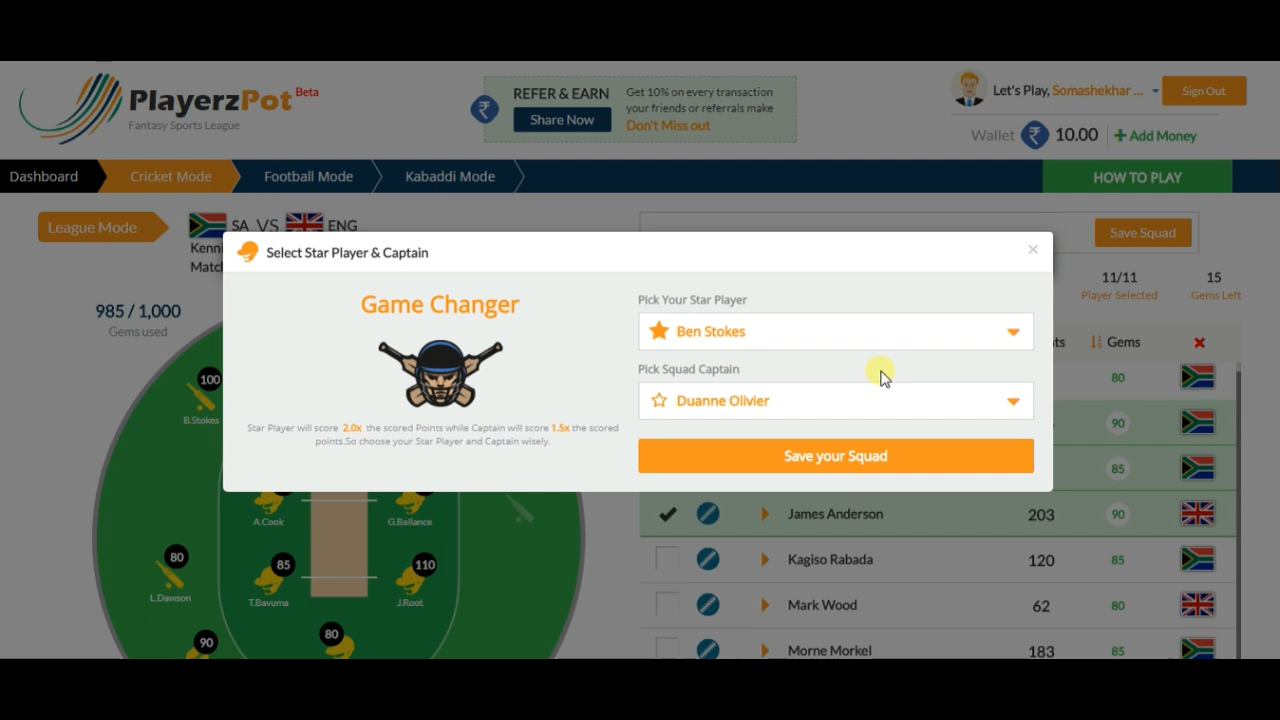 PlayerzPot Beta
Fantasy Sports League
REFER & EARN
Share Now
Get 10% on every transaction
your friends or referrals make
Don't Miss out
Let's Play, Somashekhar ...
Sign Out
Wallet ₹ 10.00 + Add Money
Dashboard
Cricket Mode
Football Mode
Kabaddi Mode
HOW TO PLAY
League Mode
SA VS ENG
Kenni
Matc
Save Squad
985 / 1,000
Gems used
11/11
Player Selected
15
Gems Left
Select Star Player & Captain
×
Game Changer
Star Player will score 2.0x the scored Points while Captain will score 1.5x the scored
points.So choose your Star Player and Captain wisely.
Pick Your Star Player
Ben Stokes
Pick Squad Captain
Duanne Olivier
Save your Squad
ts
Gems
80
90
85
James Anderson 203 90
Kagiso Rabada 120 85
Mark Wood 62 80
Morne Morkel 183 85
100
B.Stokes
A.Cook
G.Ballance
80
L.Dawson
85
T.Bavuma
110
J.Root
90
80